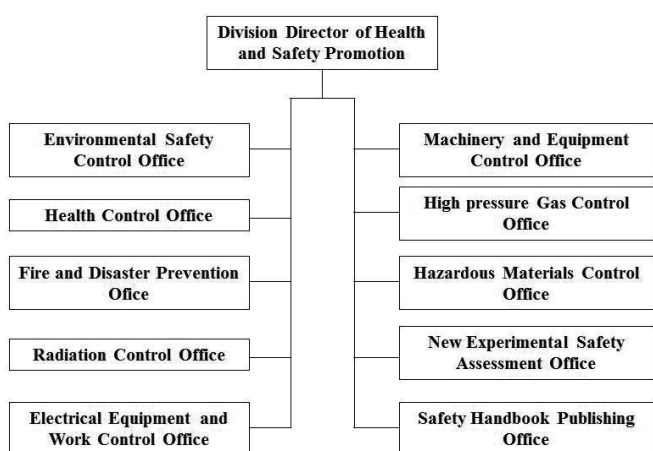 Division Director of Health
and Safety Promotion
Environmental Safety
Control Office
Health Control Office
Fire and Disaster Prevention
Ofice
Radiation Control Office
Electrical Equipment and
Work Control Office
Machinery and Equipment
Control Office
High pressure Gas Control
Office
Hazardous Materials Control
Office
New Experimental Safety
Assessment Office
Safety Handbook Publishing
Office